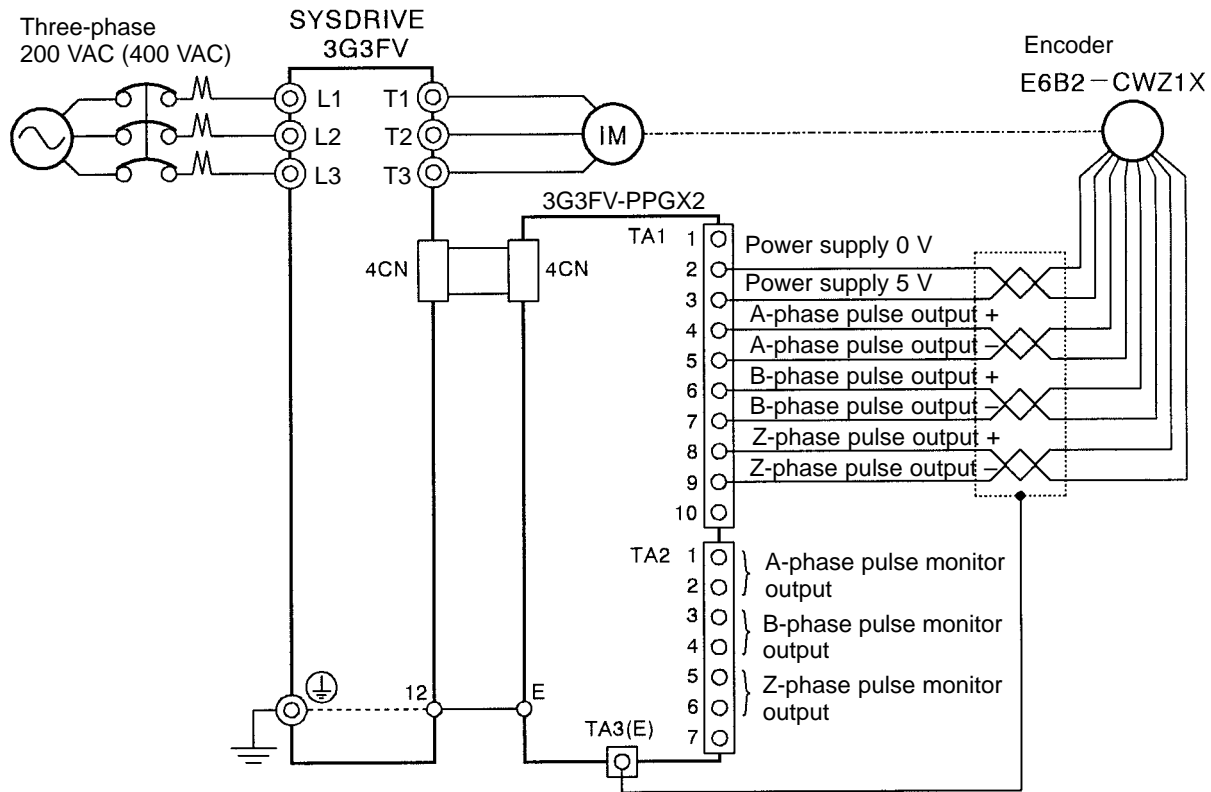 Three-phase
200 VAC (400 VAC)
SYSDRIVE
3G3FV
Encoder
E6B2-CWZ1X
L1
T1
L2
T2
IM
L3
T3
3G3FV-PPGX2
4CN
4CN
TA1
1
Power supply 0 V
2
Power supply 5 V
3
A-phase pulse output +
4
A-phase pulse output –
5
B-phase pulse output +
6
B-phase pulse output –
7
Z-phase pulse output +
8
Z-phase pulse output –
9
10
TA2
1
2
A-phase pulse monitor
output
3
4
B-phase pulse monitor
output
5
6
Z-phase pulse monitor
output
7
12
E
TA3(E)